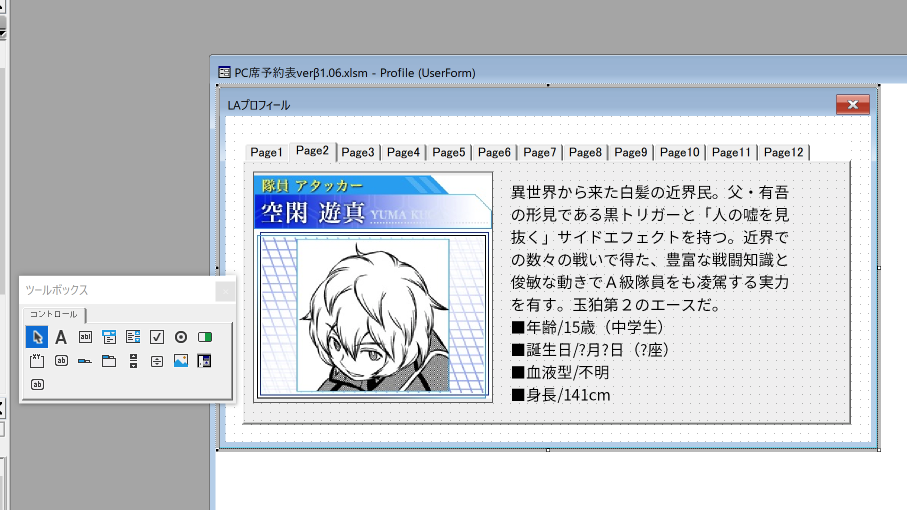 PC席予約表verβ1.06.xlsm - Profile (UserForm)
LAプロフィール
Page1 Page2 Page3 Page4 Page5 Page6 Page7 Page8 Page9 Page10 Page11 Page12
隊員 アタッカー
空閑 遊真 YUMA
異世界から来た白髪の近界民。父・有吾
の形見である黒トリガーと「人の嘘を見
抜く」サイドエフェクトを持つ。近界で
の数々の戦いで得た、豊富な戦闘知識と
俊敏な動きでA級隊員をも凌駕する実力
を有す。玉狛第2のエースだ。
■年齢/15歳(中学生)
■誕生日/?月?日(?座)
■血液型/不明
■身長/141cm
ツールボックス
コントロール
A
abl
XY
ab
ab